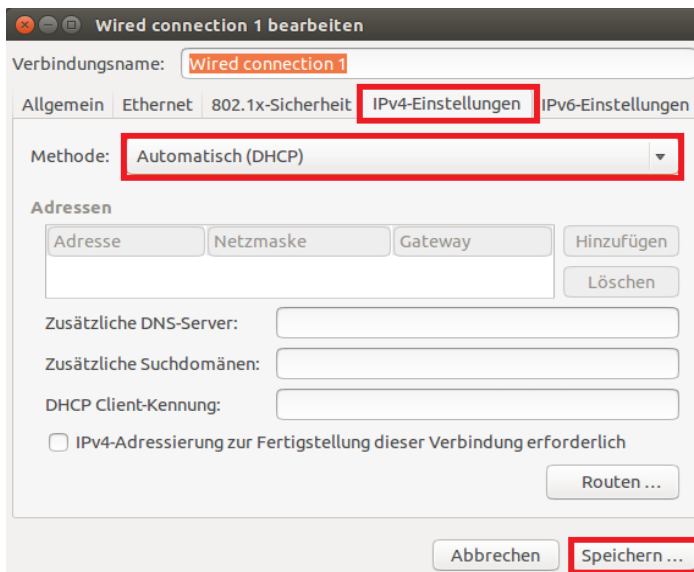 Wired connection 1 bearbeiten
Verbindungsname: Wired connection 1
Allgemein Ethernet 802.1x-Sicherheit IPv4-Einstellungen IPv6-Einstellungen
Methode: Automatisch (DHCP)
Adressen
Adresse Netzmaske Gateway Hinzufügen
Löschen
Zusätzliche DNS-Server:
Zusätzliche Suchdomänen:
DHCP Client-Kennung:
IPv4-Adressierung zur Fertigstellung dieser Verbindung erforderlich
Routen ...
Abbrechen Speichern ...